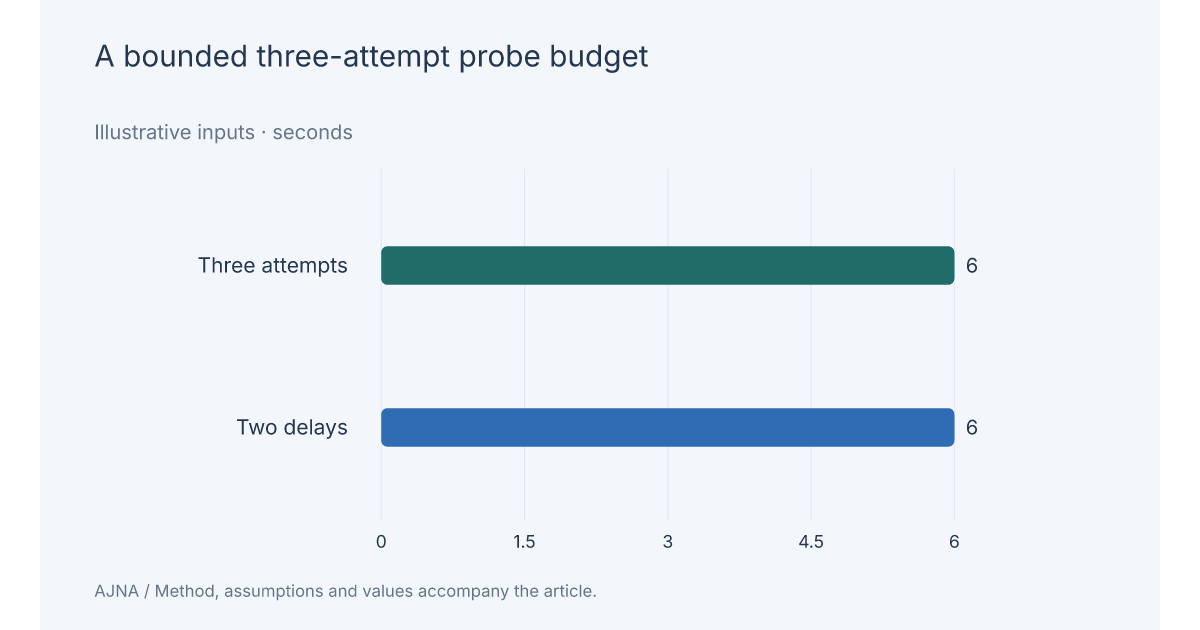 A bounded three-attempt probe budget
Illustrative inputs · seconds
Three attempts 6
Two delays 6
0 1.5 3 4.5 6
AJNA / Method, assumptions and values accompany the article.